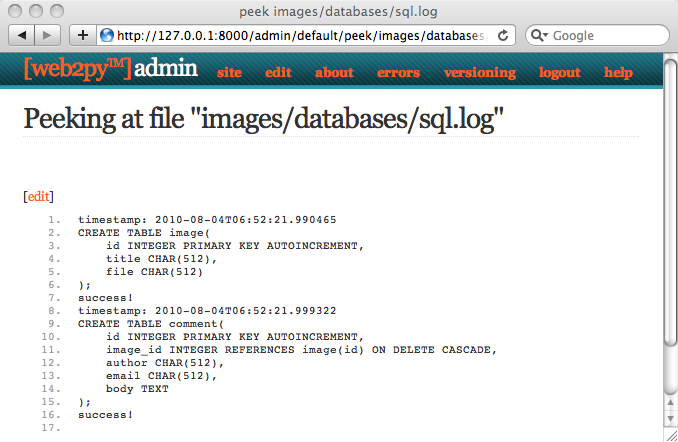 peek images/databases/sql.log
http://127.0.0.1:8000/admin/default/peek/images/databases
Google
[web2py™]admin site edit about errors versioning logout help
Peeking at file "images/databases/sql.log"
[edit]
1. timestamp: 2010-08-04T06:52:21.990465
2. CREATE TABLE image(
3. id INTEGER PRIMARY KEY AUTOINCREMENT,
4. title CHAR(512),
5. file CHAR(512)
6. );
7. success!
8. timestamp: 2010-08-04T06:52:21.999322
9. CREATE TABLE comment(
10. id INTEGER PRIMARY KEY AUTOINCREMENT,
11. image_id INTEGER REFERENCES image(id) ON DELETE CASCADE,
12. author CHAR(512),
13. email CHAR(512),
14. body TEXT
15. );
16. success!
17.